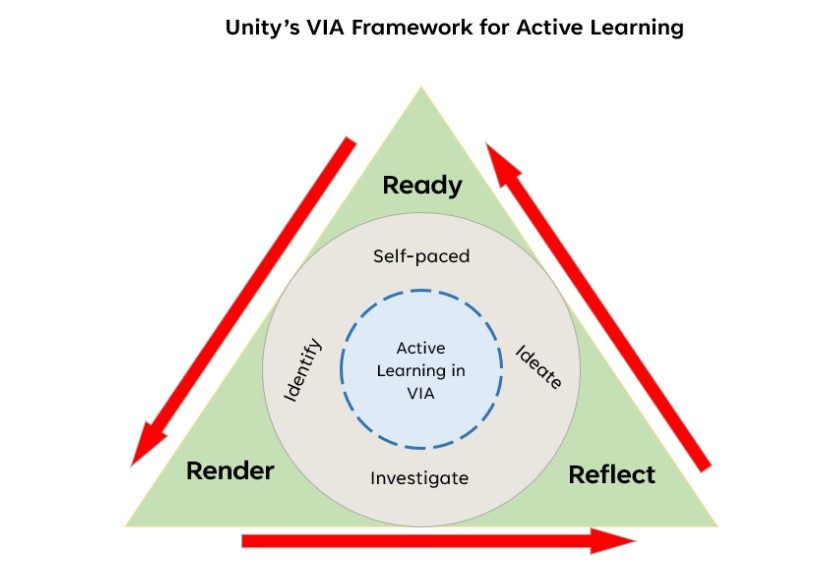 Unity's VIA Framework for Active Learning
Ready
Self-paced
Identify
Active
Learning in
VIA
Ideate
Render
Investigate
Reflect